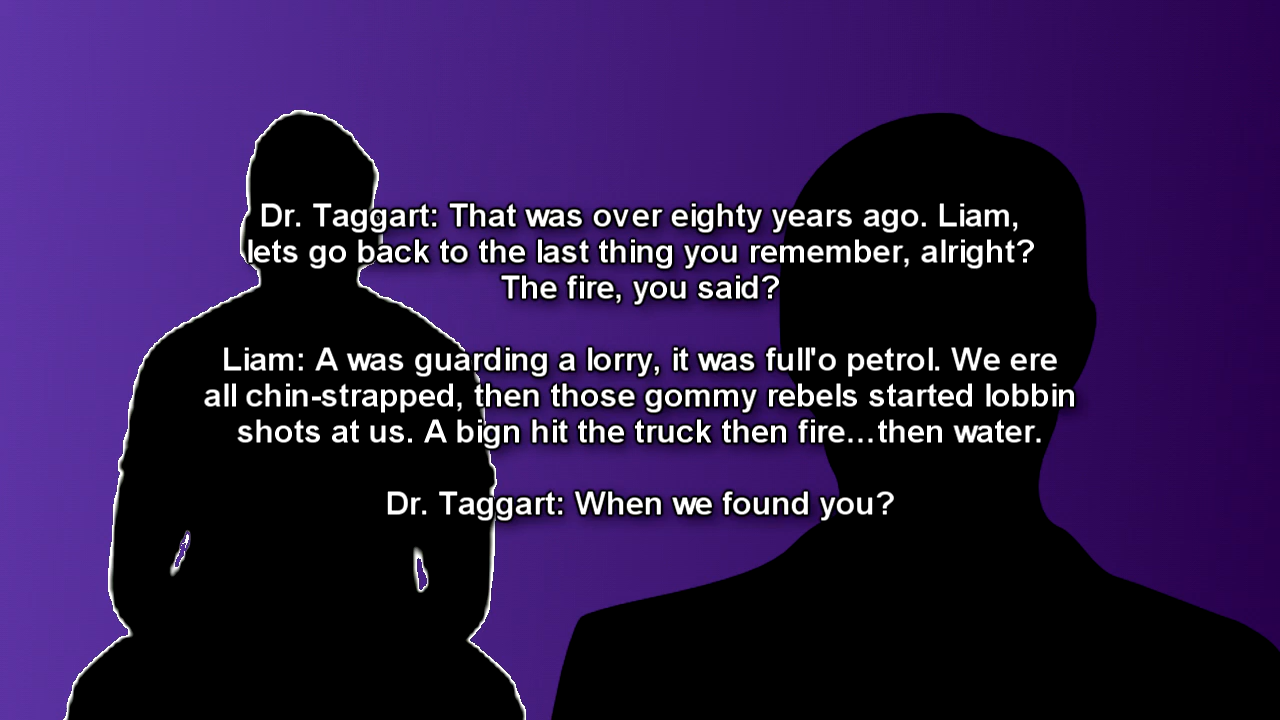 Dr. Taggart: That was over eighty years ago. Liam,
lets go back to the last thing you remember, alright?
The fire, you said?
Liam: A was guarding a lorry, it was full'o petrol. We ere
all chin-strapped, then those gommy rebels started lobbin
shots at us. A bign hit the truck then fire...then water.
Dr. Taggart: When we found you?